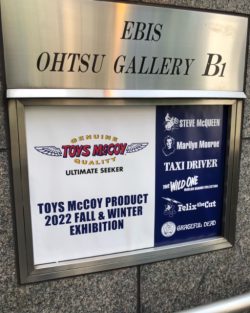 EBIS
OHTSU GALLERY B1
GENUINE
TOYS McCOY
QUALITY
ULTIMATE SEEKER
TOYS McCOY PRODUCT
2022 FALL & WINTER
EXHIBITION
STEVE McQUEEN
Marilyn Monroe
TAXI DRIVER
THE WILD ONE
Felix the Cat
GRATEFUL DEAD